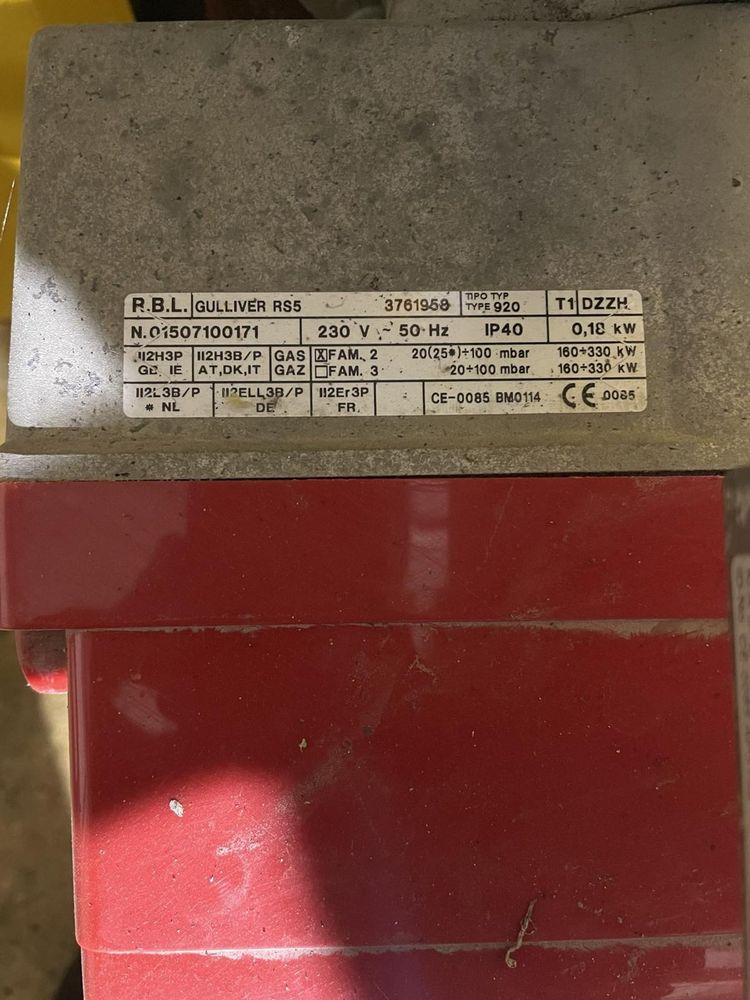 R.B.L. GULLIVER RS5 3761958 TIPO TYP TYPE 920 T1 DZZH
N.01507100171 230 V ~ 50 Hz IP40 0,18 kW
II2H3P II2H3B/P GAS ☒FAM. 2 20(25*)÷100 mbar 160÷330 kW
GB, IE AT,DK,IT GAZ ☐FAM. 3 20÷100 mbar 160÷330 kW
II2L3B/P II2ELL3B/P II2Er3P CE-0085 BM0114 CE 0085
* NL DE FR